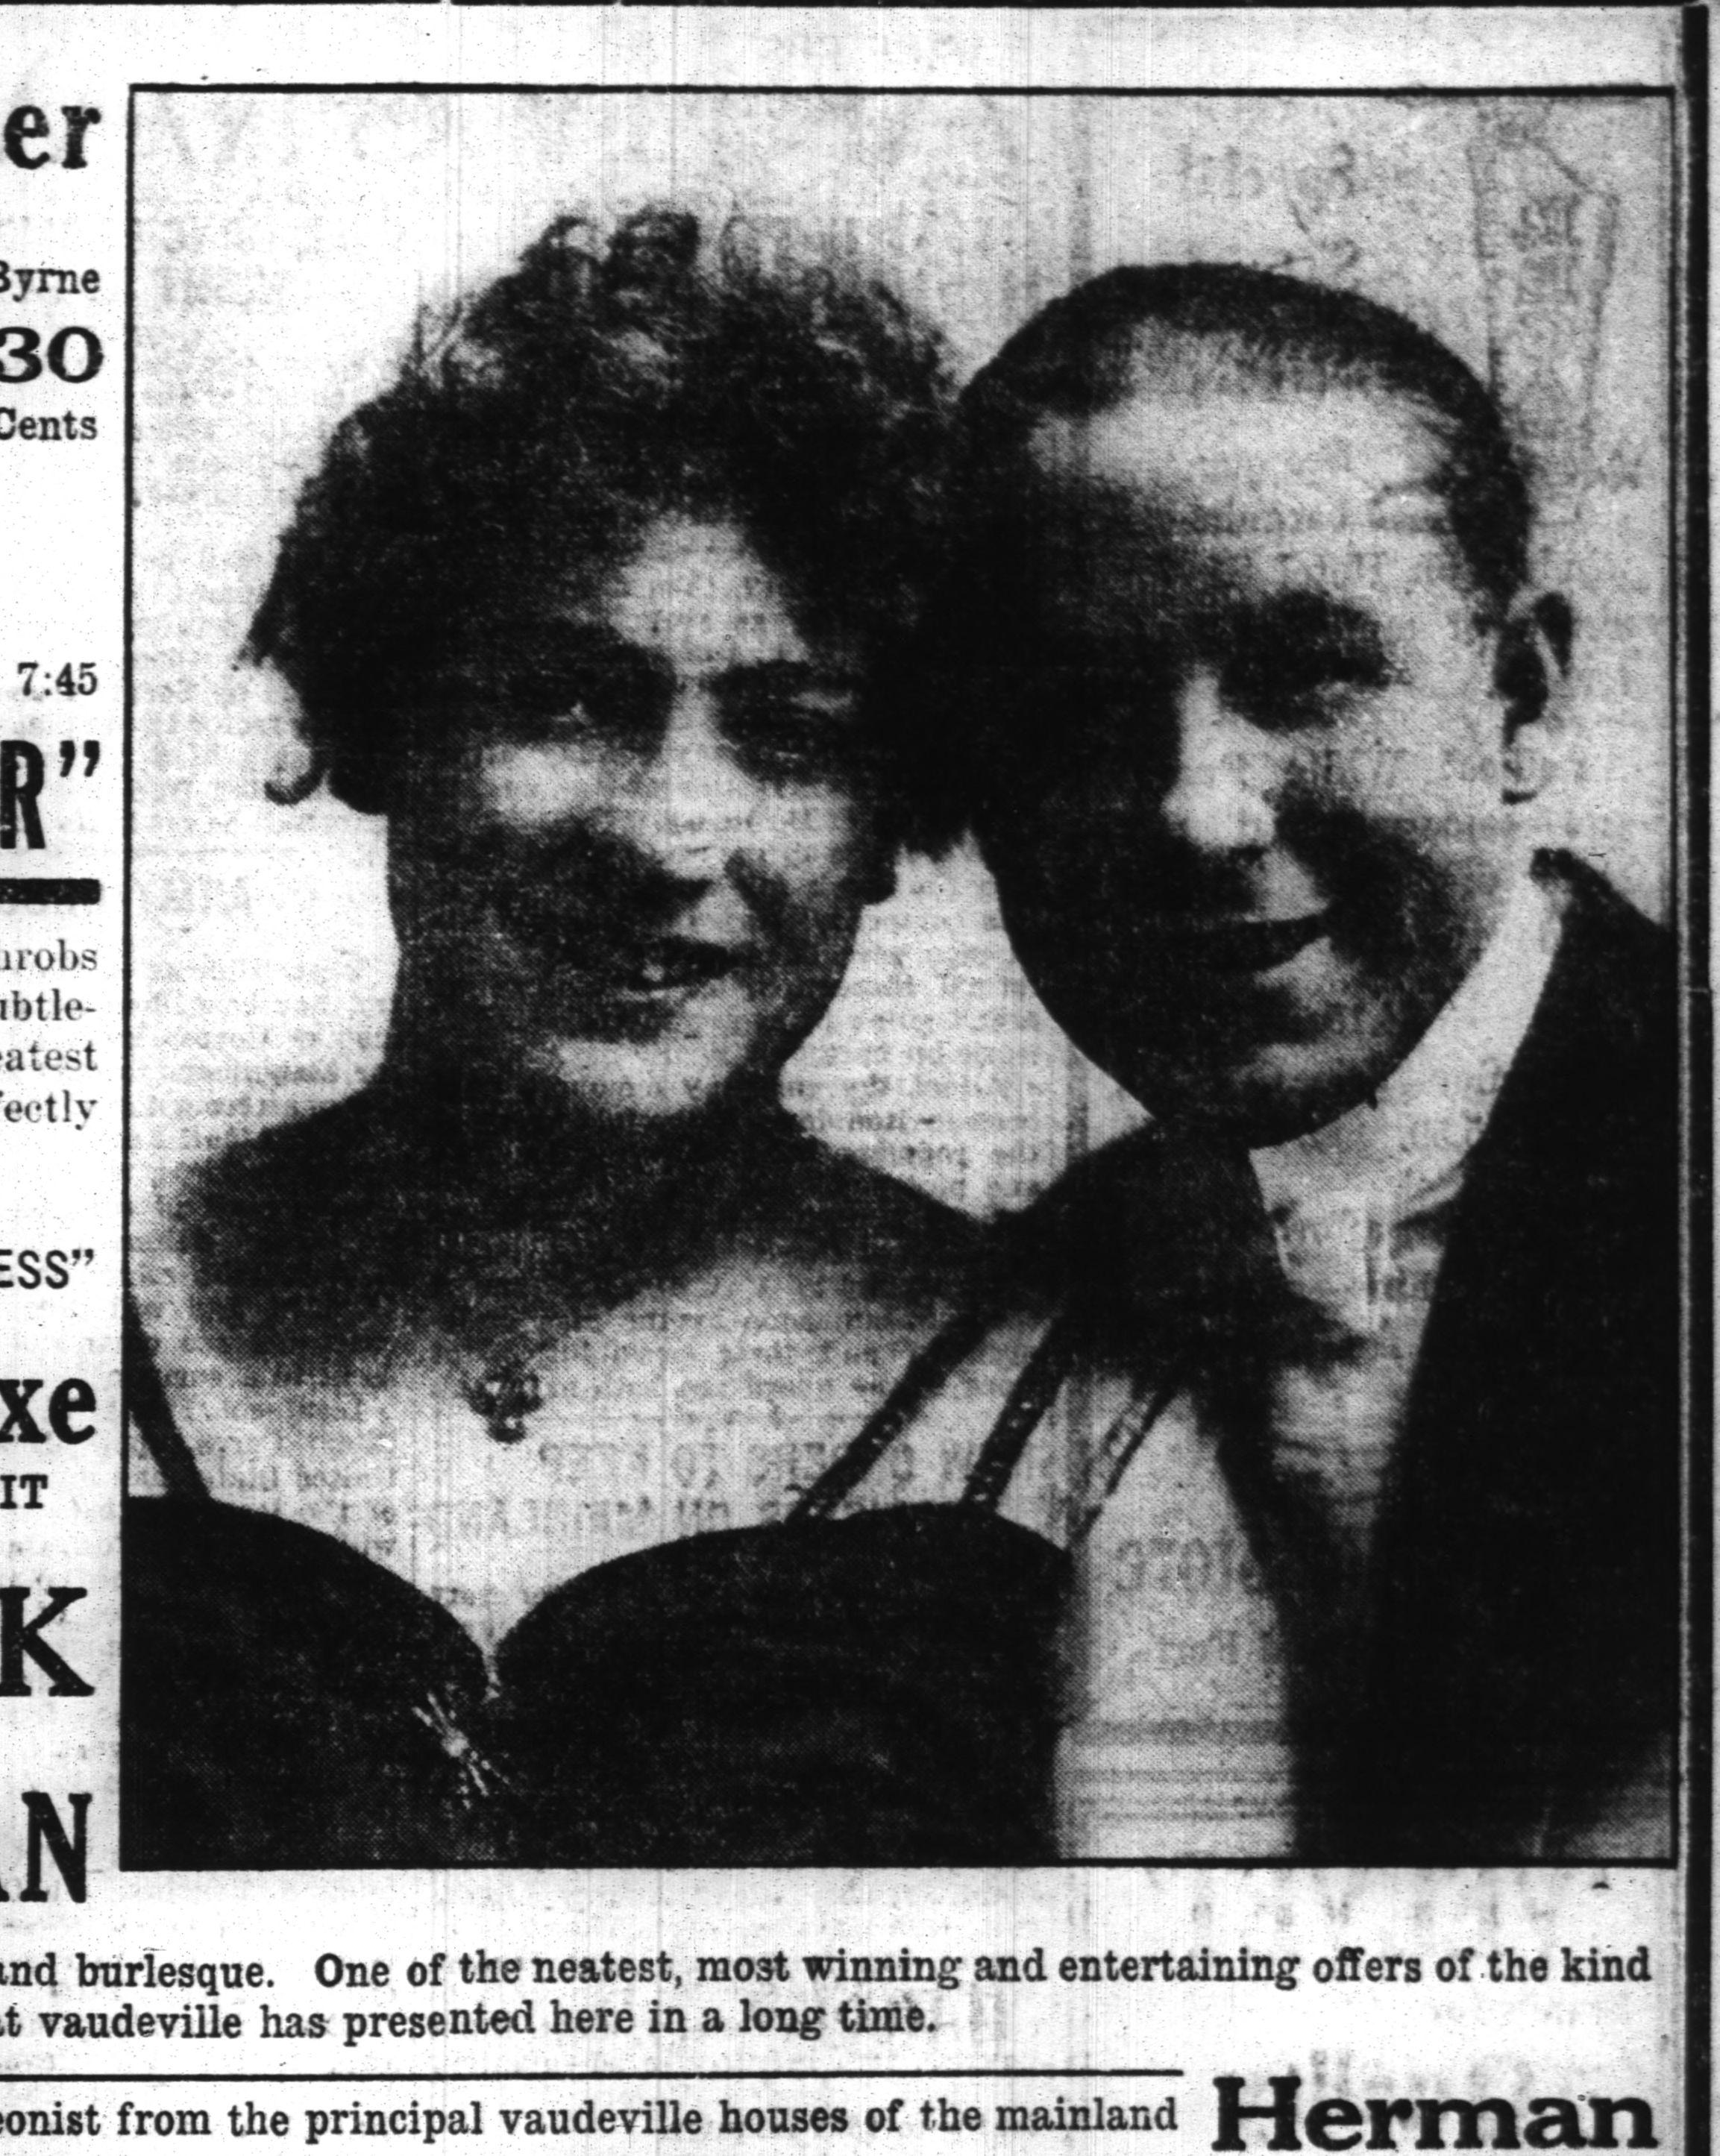 er
Byrne
30
Cents
7:45
R"
hrobs
ubtle-
eatest
fectly
ESS"
xe
IT
K
AN
and burlesque. One of the neatest, most winning and entertaining offers of the kind
at vaudeville has presented here in a long time.
eonist from the principal vaudeville houses of the mainland Herman